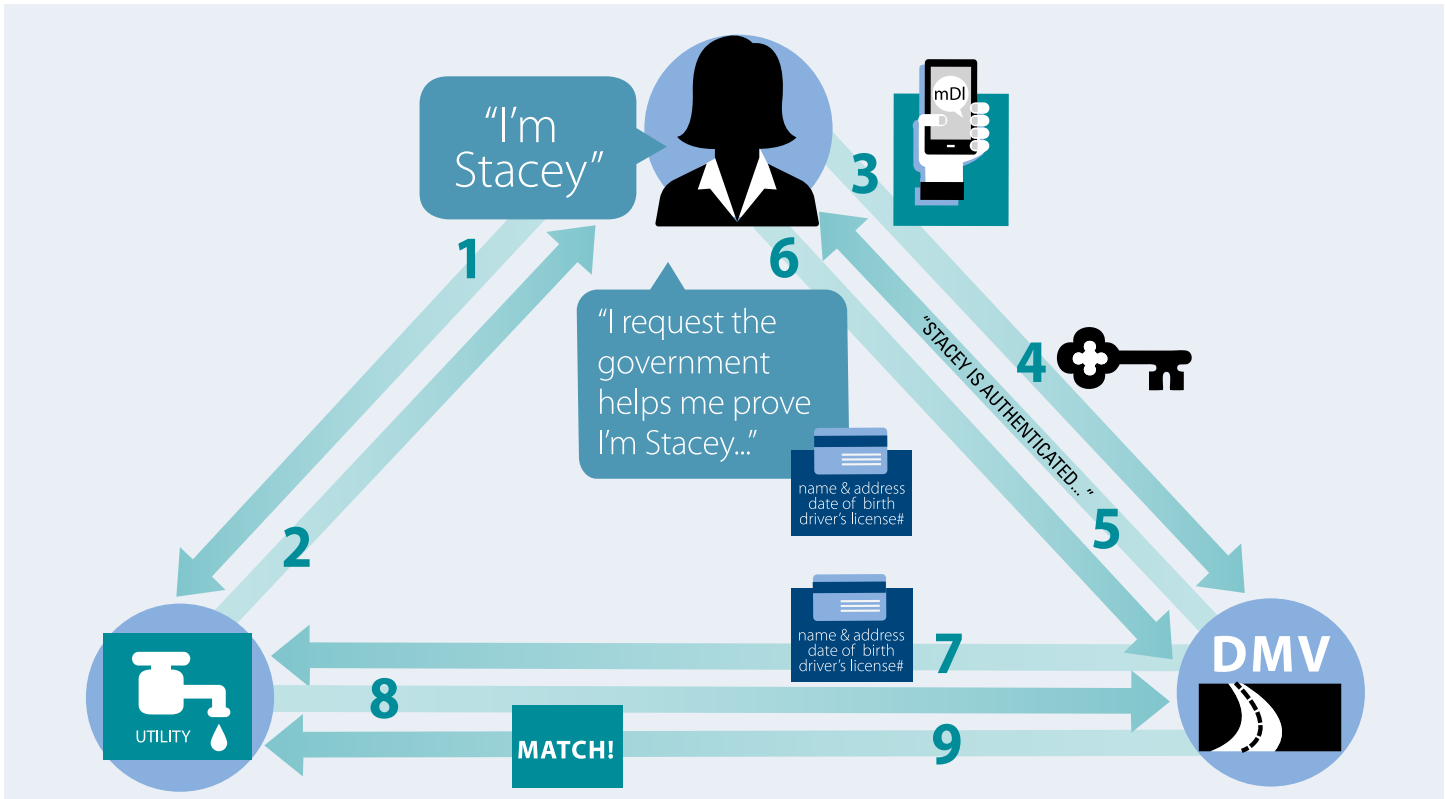 “I’m
Stacey”
mDl
3
1
6
“I request the
government
helps me prove
I’m Stacey...”
“STACEY IS AUTHENTICATED... ”
4
name & address
date of birth
driver’s license#
5
2
name & address
date of birth
driver’s license#
7
DMV
8
UTILITY
MATCH!
9